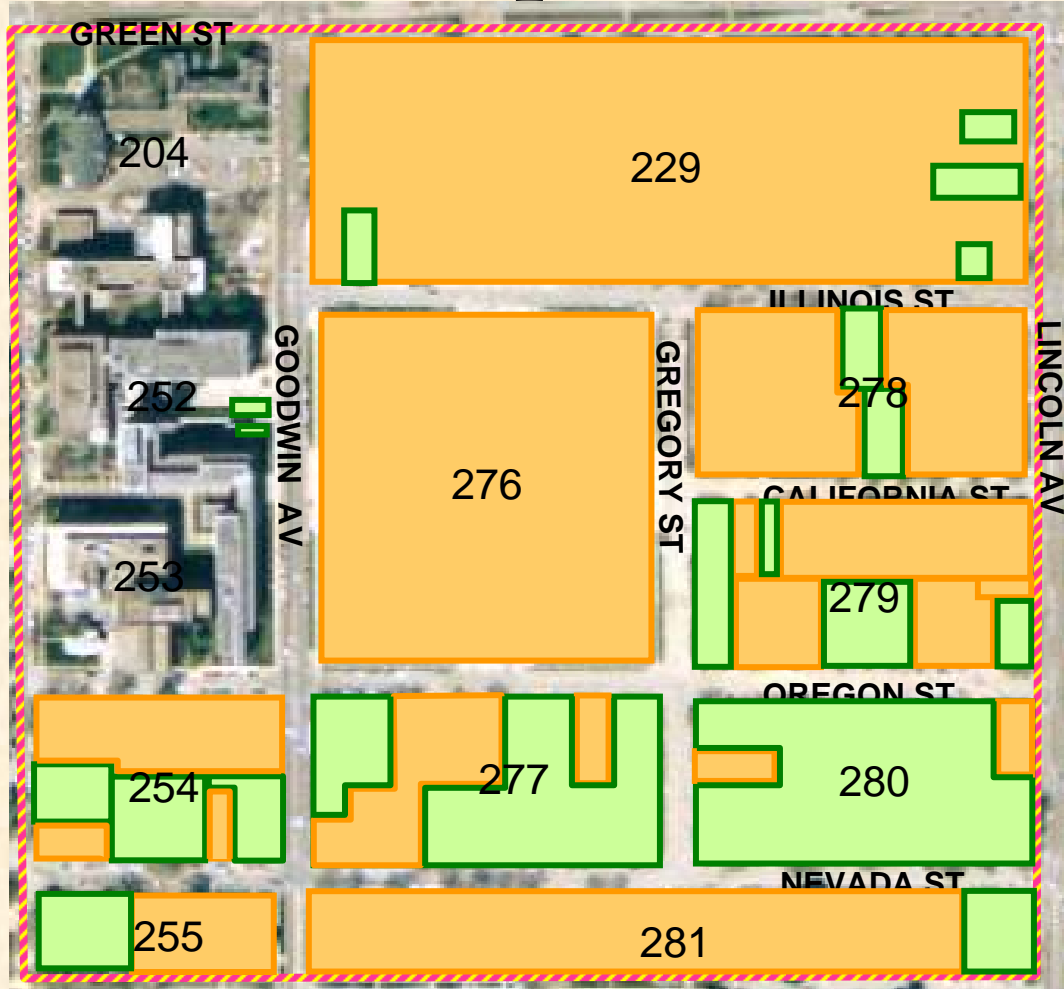 GREEN ST
204
229
ILLINOIS ST
GOODWIN AV
GREGORY ST
LINCOLN AV
252
278
276
CALIFORNIA ST
253
279
OREGON ST
254
277
280
NEVADA ST
255
281